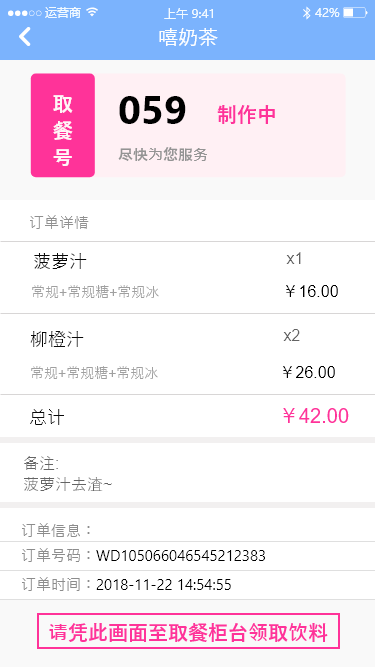 运营商 上午 9:41 42%
嘻奶茶
取餐号
059 制作中
尽快为您服务
订单详情
菠萝汁 x1
常规+常规糖+常规冰 ￥16.00
柳橙汁 x2
常规+常规糖+常规冰 ￥26.00
总计 ￥42.00
备注:
菠萝汁去渣~
订单信息：
订单号码：WD105066046545212383
订单时间：2018-11-22 14:54:55
请凭此画面至取餐柜台领取饮料